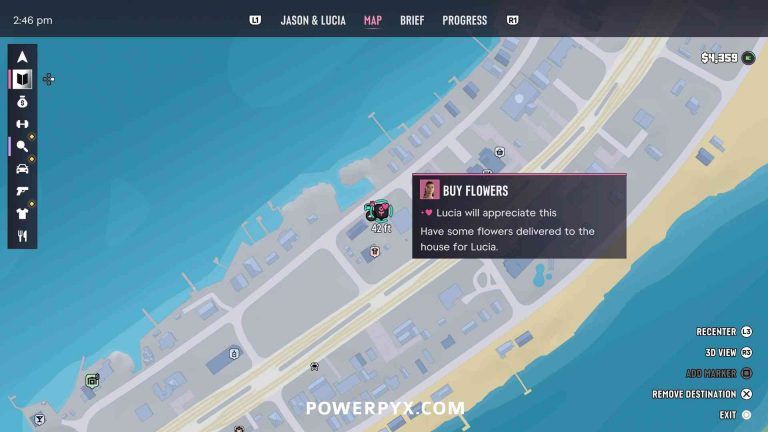 2:46 pm
L1 JASON & LUCIA MAP BRIEF PROGRESS R1
$4,359
BUY FLOWERS
Lucia will appreciate this
Have some flowers delivered to the
house for Lucia.
42 ft
RECENTER L3
3D VIEW R3
ADD MARKER
REMOVE DESTINATION
EXIT
POWERPYX.COM